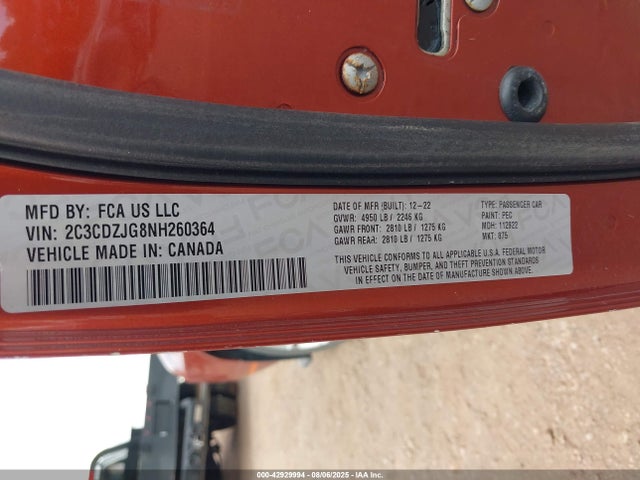 MFD BY: FCA US LLC
VIN: 2C3CDZJG8NH260364
VEHICLE MADE IN: CANADA
DATE OF MFR (BUILT): 12-22
GVWR: 4950 LB / 2246 KG
GAWR FRONT: 2810 LB / 1275 KG
GAWR REAR: 2810 LB / 1275 KG
TYPE: PASSENGER CAR
PAINT: PEC
MDH: 112822
MKT: 875
THIS VEHICLE CONFORMS TO ALL APPLICABLE U.S.A. FEDERAL MOTOR
VEHICLE SAFETY, BUMPER, AND THEFT PREVENTION STANDARDS
IN EFFECT ON THE DATE OF MANUFACTURE SHOWN ABOVE.
000-42929994 - 08/06/2025 - IAA Inc.